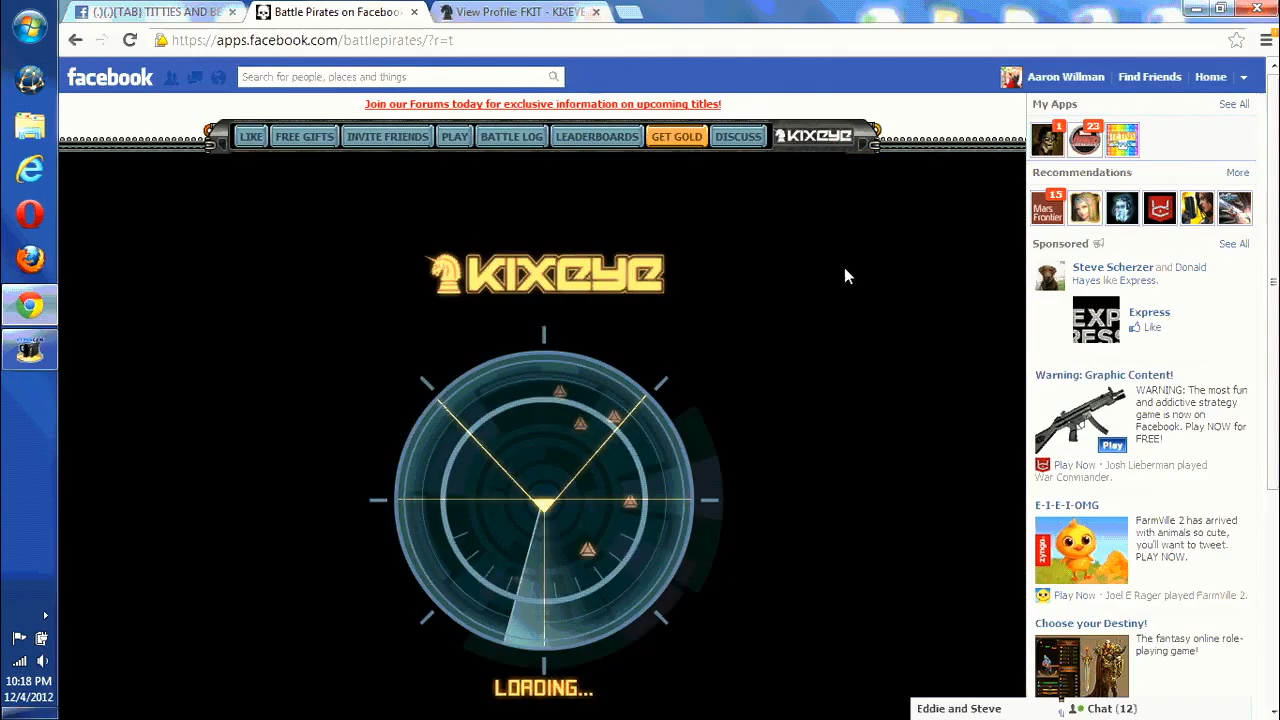 (.)(.){TAB} TITTIES AND BE
Battle Pirates on Facebook
View Profile: FKIT - KIXEYE
https://apps.facebook.com/battlepirates/?r=t
facebook
Search for people, places and things
Aaron Willman
Find Friends
Home
Join our Forums today for exclusive information on upcoming titles!
LIKE
FREE GIFTS
INVITE FRIENDS
PLAY
BATTLE LOG
LEADERBOARDS
GET GOLD
DISCUSS
KIXEYE
KIXEYE
LOADING...
My Apps
See All
1
23
Recommendations
More
15
Mars
Frontier
Sponsored
See All
Steve Scherzer and Donald
Hayes like Express.
EXP
RESS
Express
Like
Warning: Graphic Content!
WARNING: The most fun
and addictive strategy
game is now on
Facebook. Play NOW for
FREE!
Play
Play Now · Josh Lieberman played
War Commander.
E-I-E-I-OMG
zynga
FarmVille 2 has arrived
with animals so cute,
you'll want to tweet.
PLAY NOW.
Play Now · Joel E Rager played FarmVille 2.
Choose your Destiny!
The fantasy online role-
playing game!
Eddie and Steve
Chat (12)
10:18 PM
12/4/2012